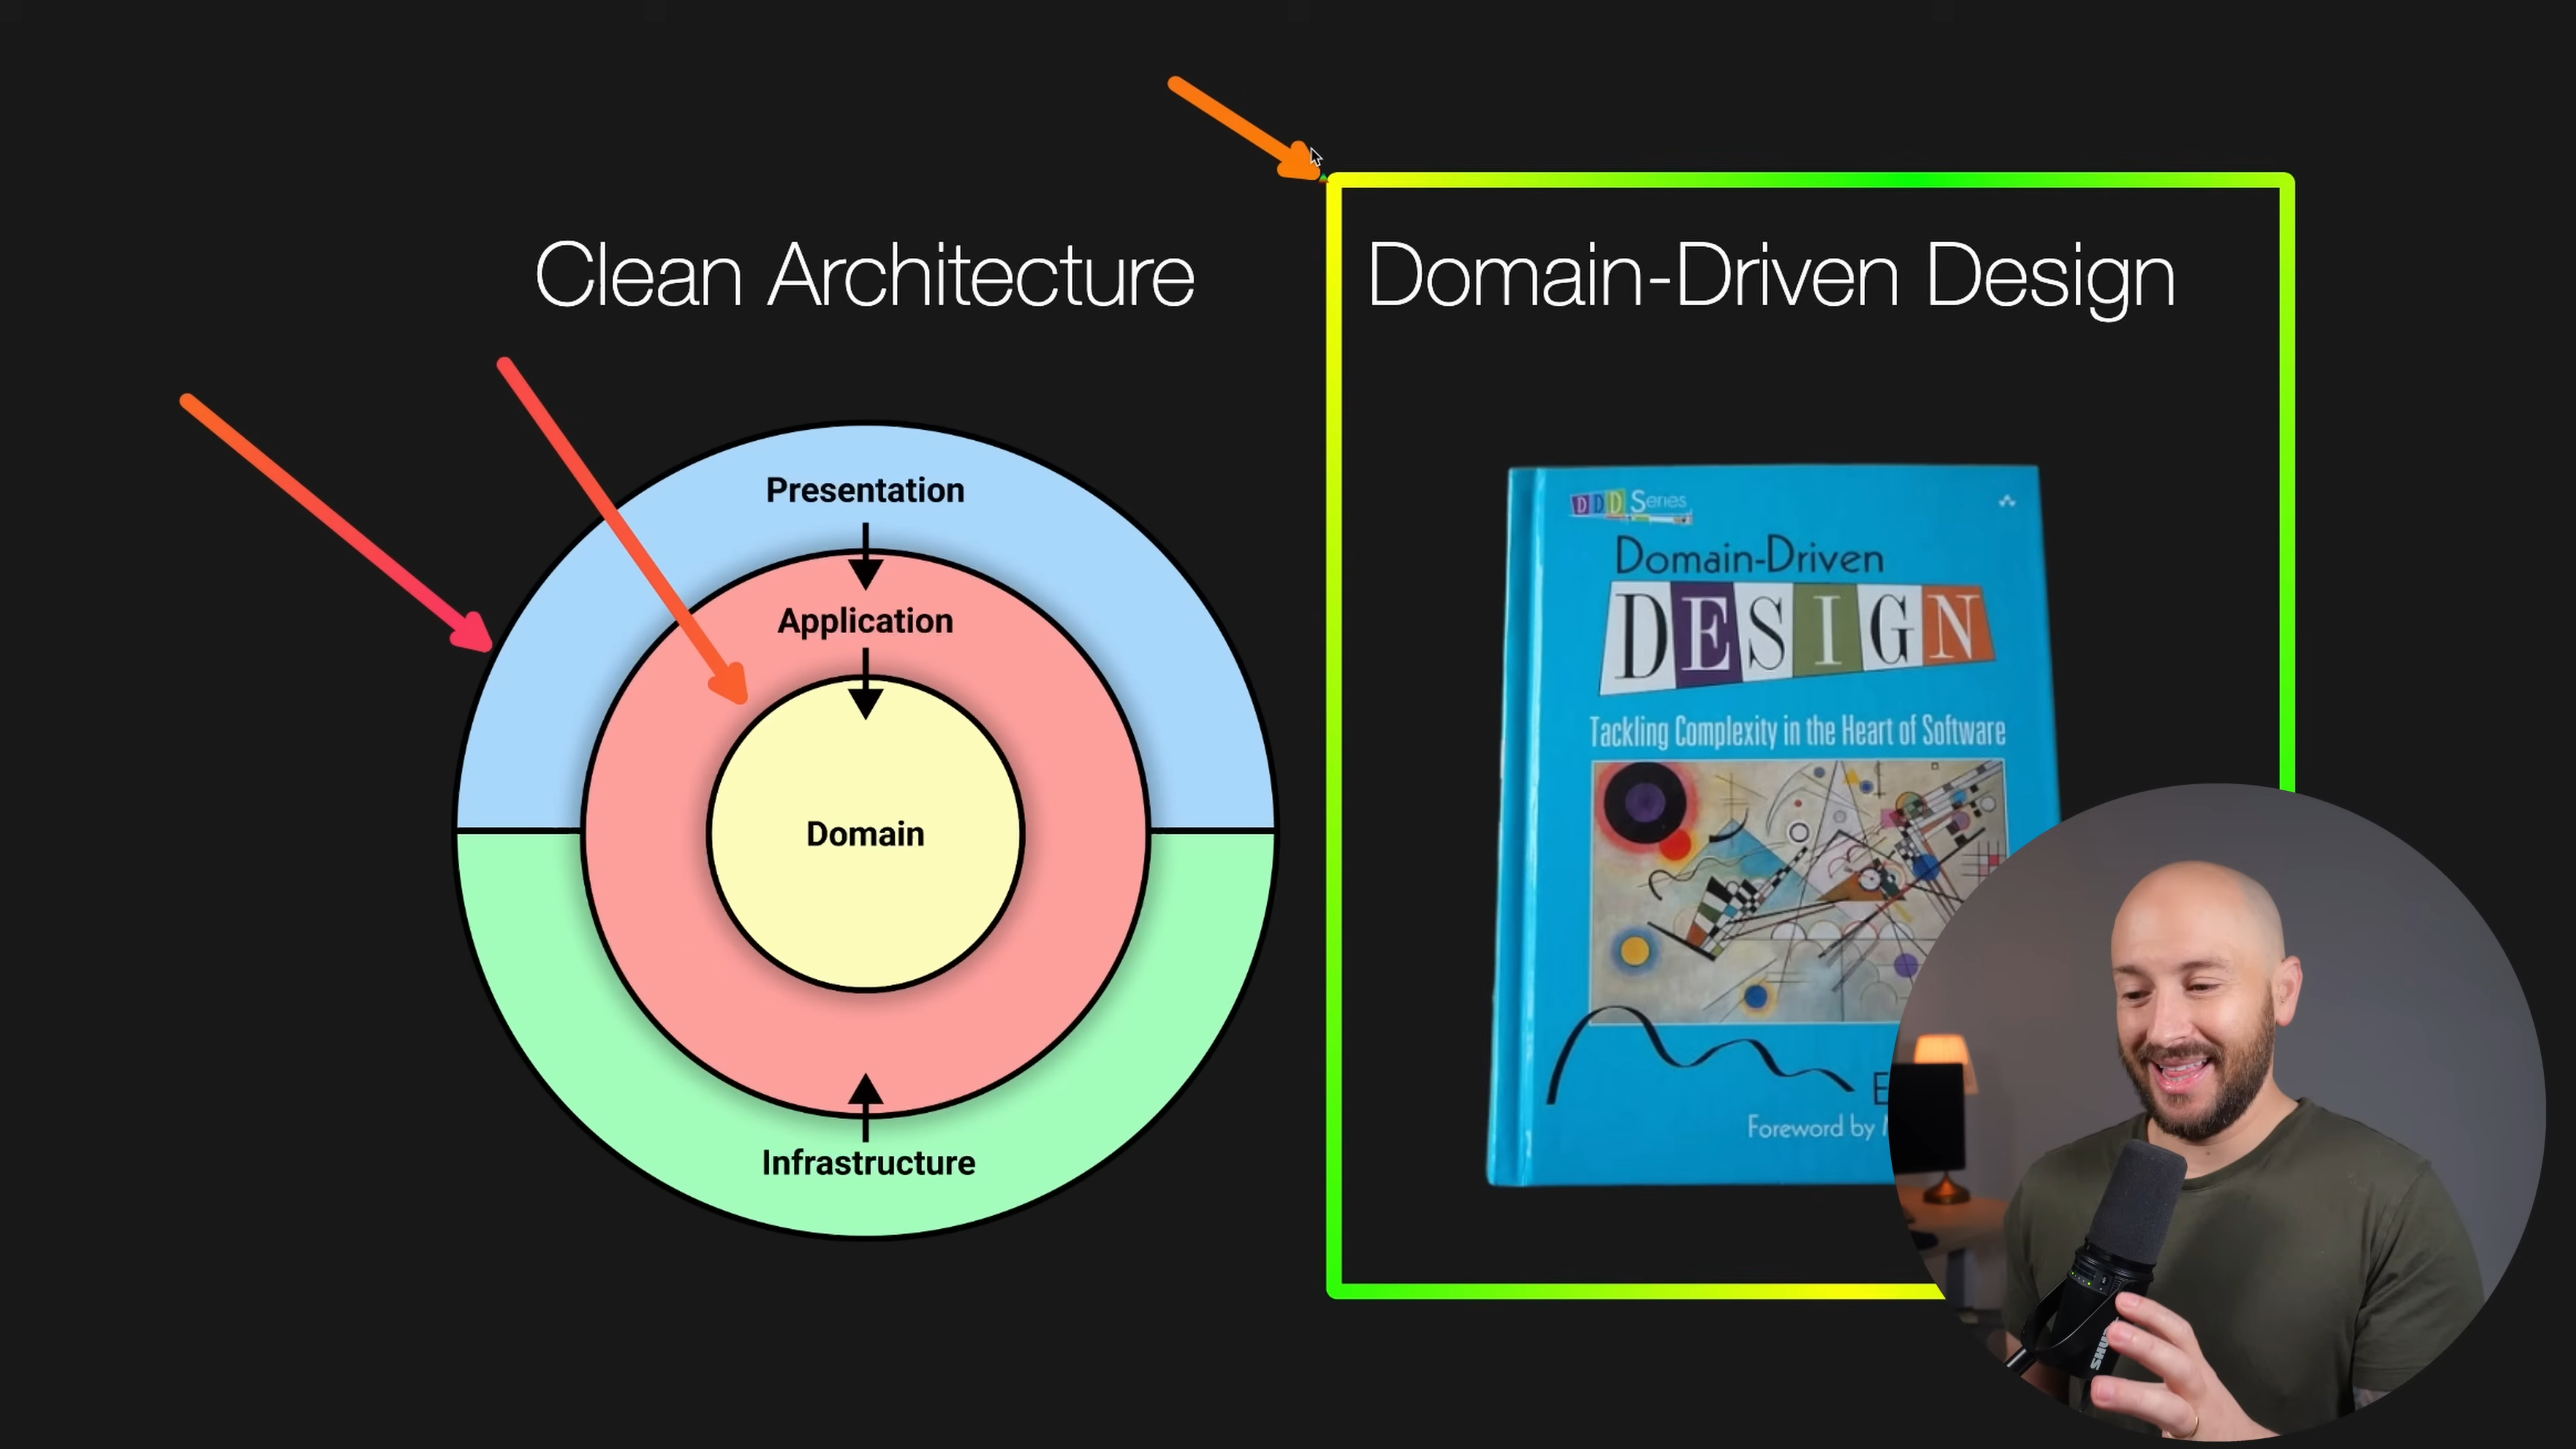 Clean Architecture
Domain-Driven Design
Presentation
Application
Domain
Infrastructure
DDD Series
Domain-Driven
DESIGN
Tackling Complexity in the Heart of Software
E
Foreword by
SHU